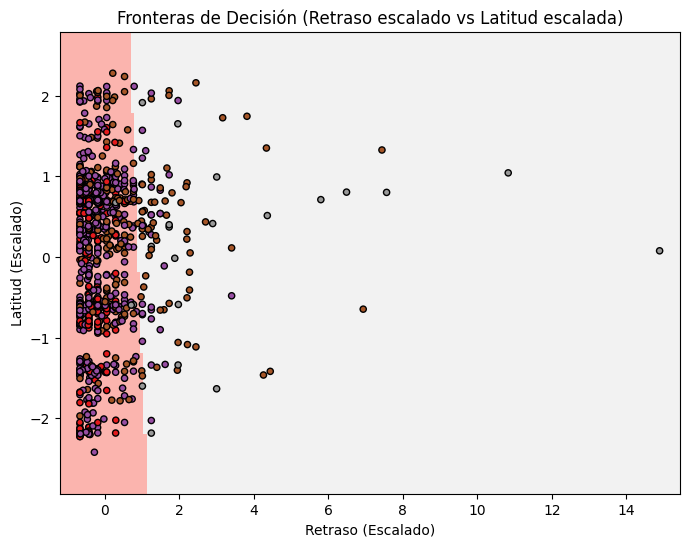 Fronteras de Decisión (Retraso escalado vs Latitud escalada)
Latitud (Escalado)
2
1
0
−1
−2
0 2 4 6 8 10 12 14
Retraso (Escalado)